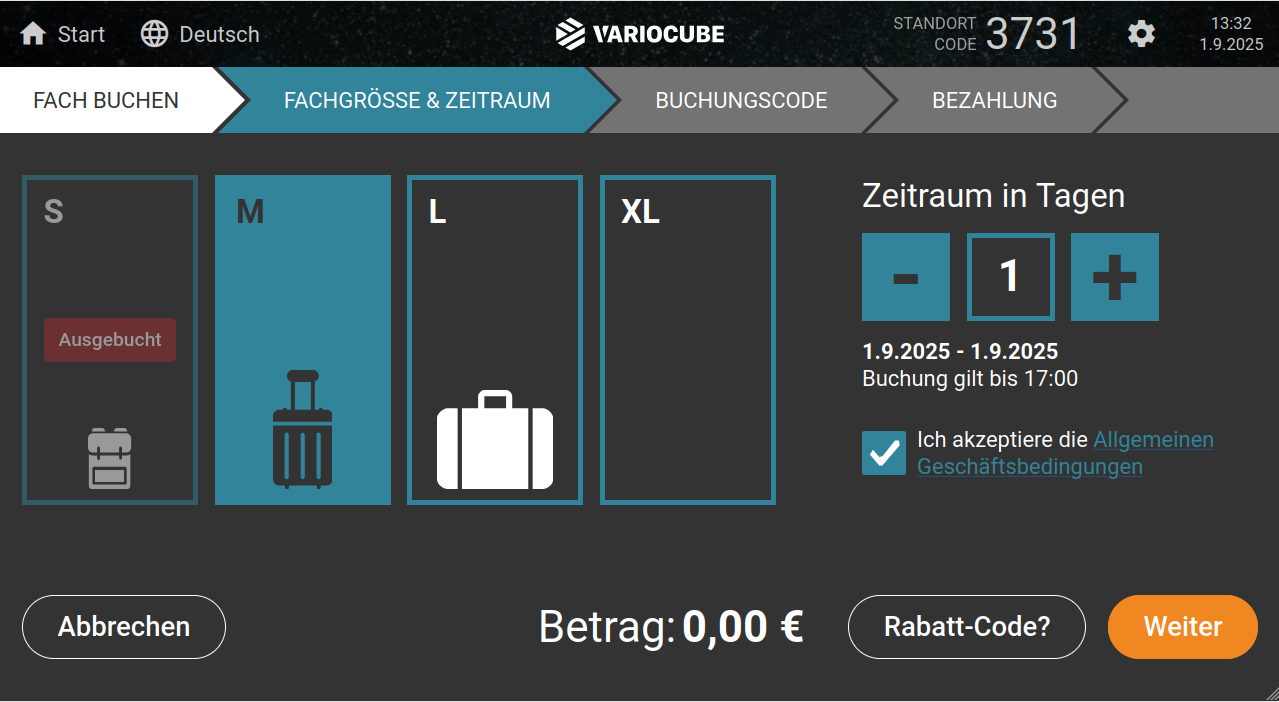 Start
Deutsch
VARIOCUBE
STANDORT
CODE
3731
13:32
1.9.2025
FACH BUCHEN
FACHGRÖSSE & ZEITRAUM
BUCHUNGSCODE
BEZAHLUNG
S
Ausgebucht
M
L
XL
Zeitraum in Tagen
- 1 +
1.9.2025 - 1.9.2025
Buchung gilt bis 17:00
Ich akzeptiere die Allgemeinen
Geschäftsbedingungen
Abbrechen
Betrag: 0,00 €
Rabatt-Code?
Weiter